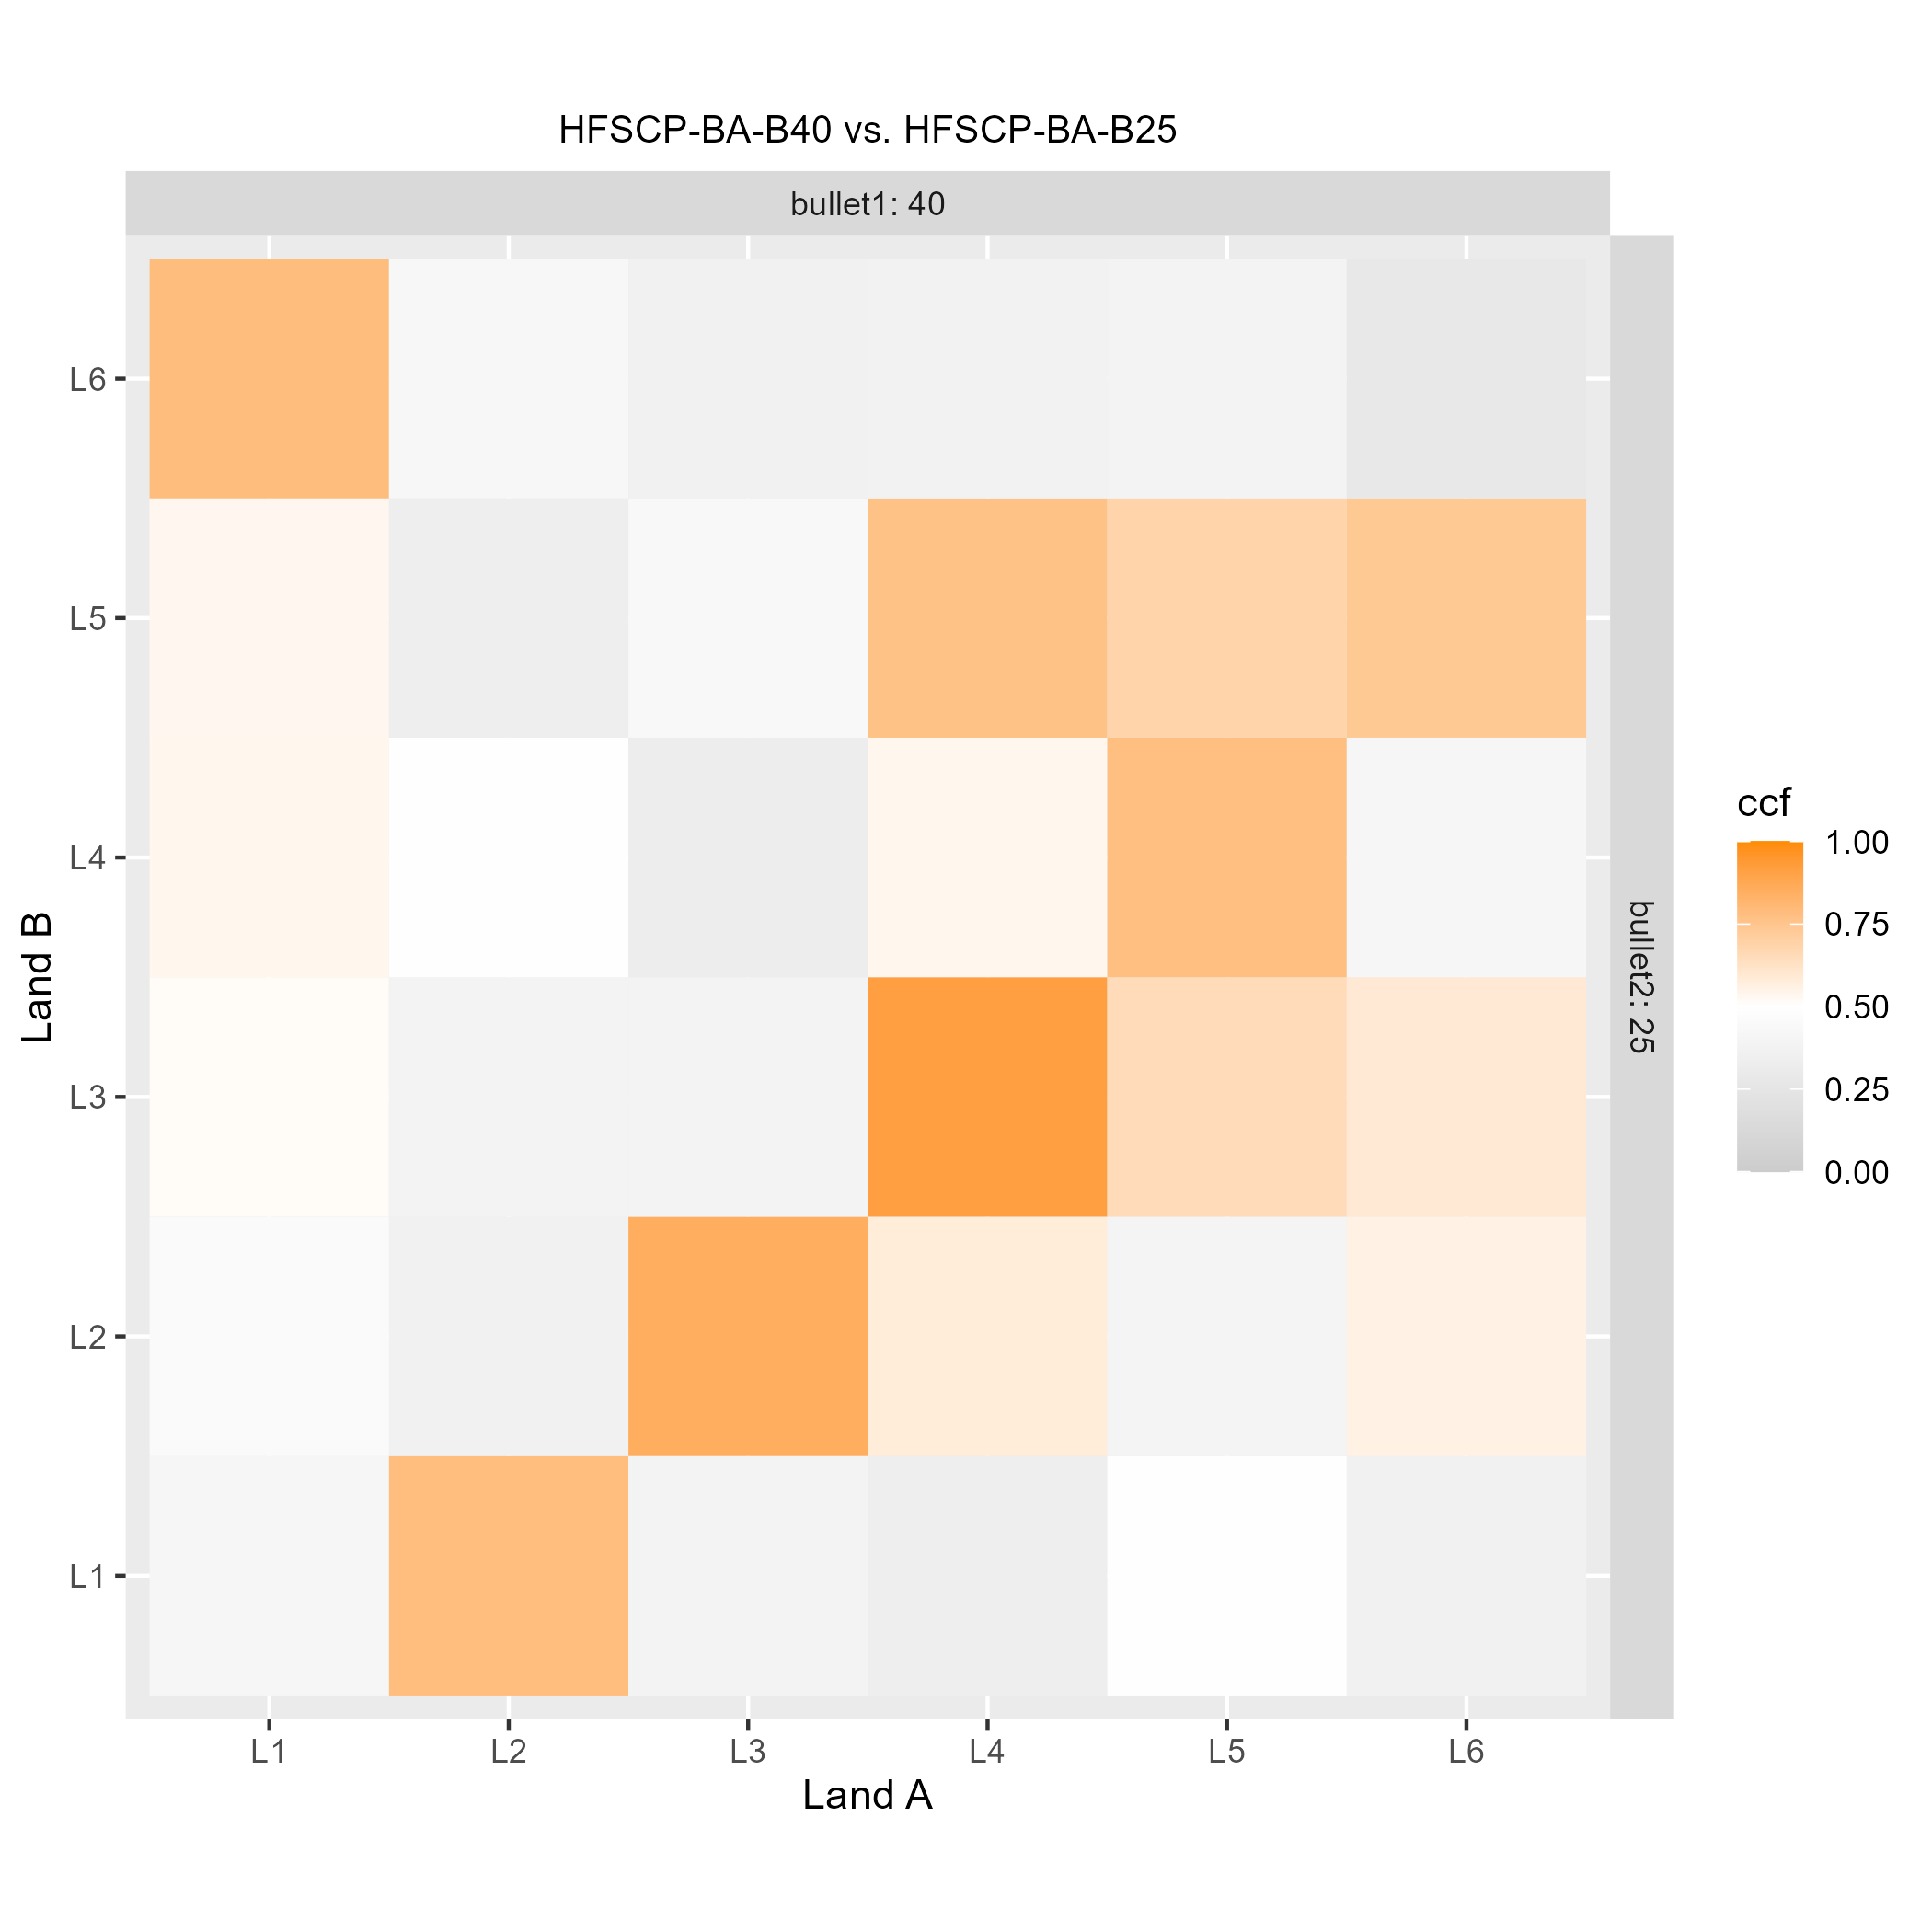 HFSCP-BA-B40 vs. HFSCP-BA-B25
bullet1: 40
L6
L5
L4
L3
L2
L1
Land B
bullet2: 25
ccf
1.00
0.75
0.50
0.25
0.00
L1 L2 L3 L4 L5 L6
Land A